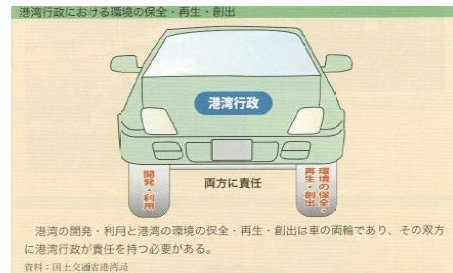 港湾行政における環境の保全・再生・創出
港湾行政
開発・利用
両方に責任
環境の保全・
再生・創出
港湾の開発・利用と港湾の環境の保全・再生・創出は車の両輪であり、その双方
に港湾行政が責任を持つ必要がある。
資料：国土交通省港湾局